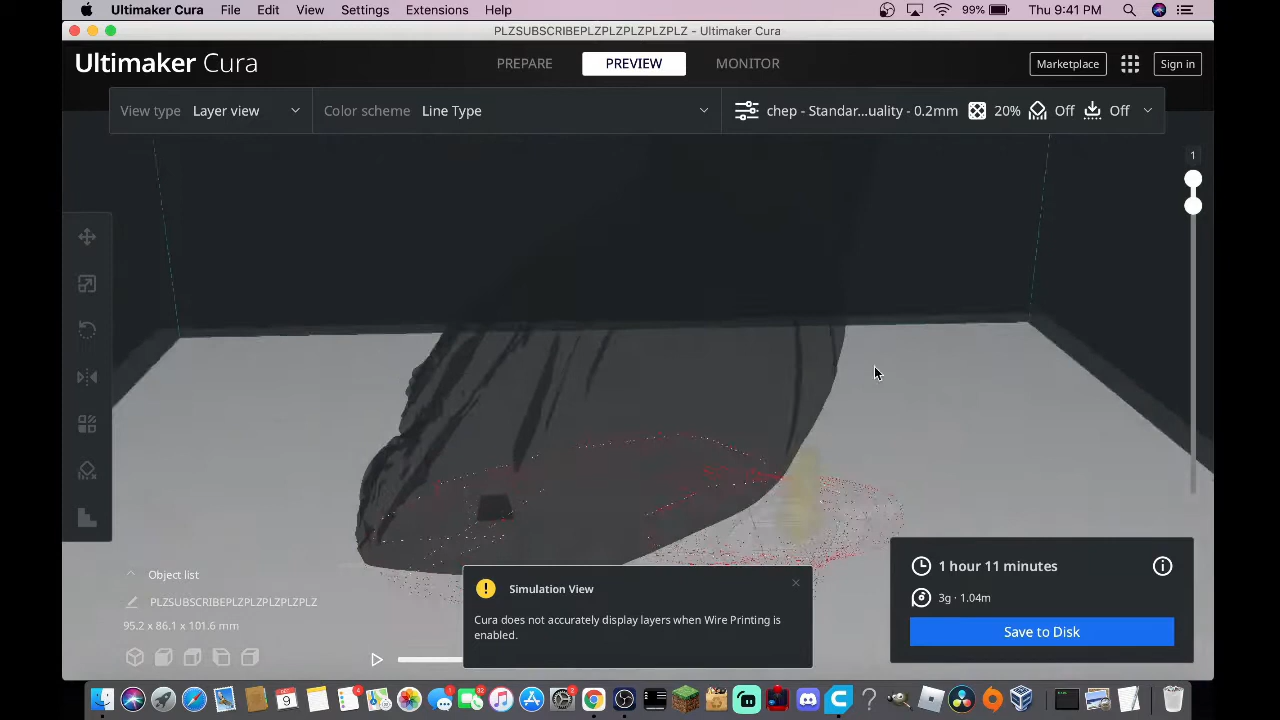 Ultimaker Cura File Edit View Settings Extensions Help 99% Thu 9:41 PM
PLZSUBSCRIBEPLZPLZPLZPLZPLZ - Ultimaker Cura
Ultimaker Cura PREPARE PREVIEW MONITOR Marketplace Sign in
View type Layer view Color scheme Line Type chep - Standar...uality - 0.2mm 20% Off Off
1
Object list
PLZSUBSCRIBEPLZPLZPLZPLZPLZ
95.2 x 86.1 x 101.6 mm
Simulation View
Cura does not accurately display layers when Wire Printing is
enabled.
1 hour 11 minutes
3g · 1.04m
Save to Disk